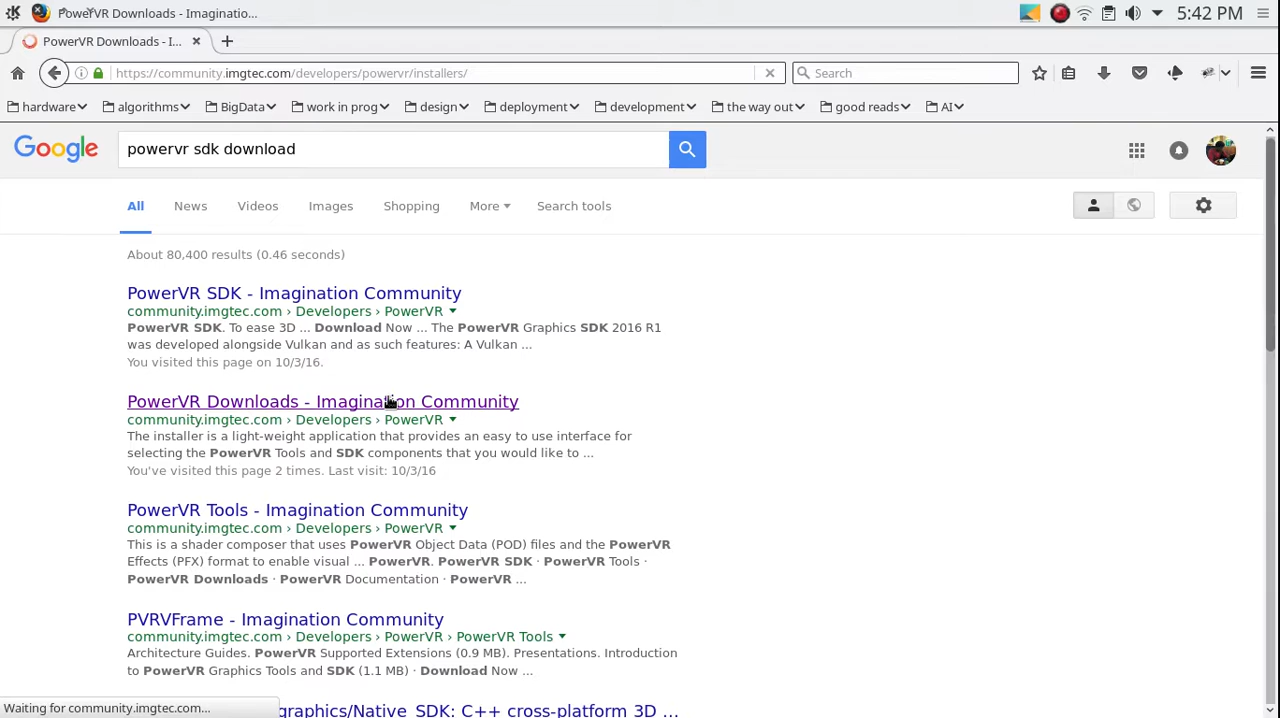 PowerVR Downloads - Imaginatio...
5:42 PM
PowerVR Downloads - I...
https://community.imgtec.com/developers/powervr/installers/
Search
hardware
algorithms
BigData
work in prog
design
deployment
development
the way out
good reads
AI
Google
powervr sdk download
All
News
Videos
Images
Shopping
More
Search tools
About 80,400 results (0.46 seconds)
PowerVR SDK - Imagination Community
community.imgtec.com › Developers › PowerVR
PowerVR SDK. To ease 3D ... Download Now ... The PowerVR Graphics SDK 2016 R1
was developed alongside Vulkan and as such features: A Vulkan ...
You visited this page on 10/3/16.
PowerVR Downloads - Imagination Community
community.imgtec.com › Developers › PowerVR
The installer is a light-weight application that provides an easy to use interface for
selecting the PowerVR Tools and SDK components that you would like to ...
You've visited this page 2 times. Last visit: 10/3/16
PowerVR Tools - Imagination Community
community.imgtec.com › Developers › PowerVR
This is a shader composer that uses PowerVR Object Data (POD) files and the PowerVR
Effects (PFX) format to enable visual ... PowerVR. PowerVR SDK · PowerVR Tools ·
PowerVR Downloads · PowerVR Documentation · PowerVR ...
PVRVFrame - Imagination Community
community.imgtec.com › Developers › PowerVR › PowerVR Tools
Architecture Guides. PowerVR Supported Extensions (0.9 MB). Presentations. Introduction
to PowerVR Graphics Tools and SDK (1.1 MB) · Download Now ...
graphics/Native_SDK: C++ cross-platform 3D ...
Waiting for community.imgtec.com...